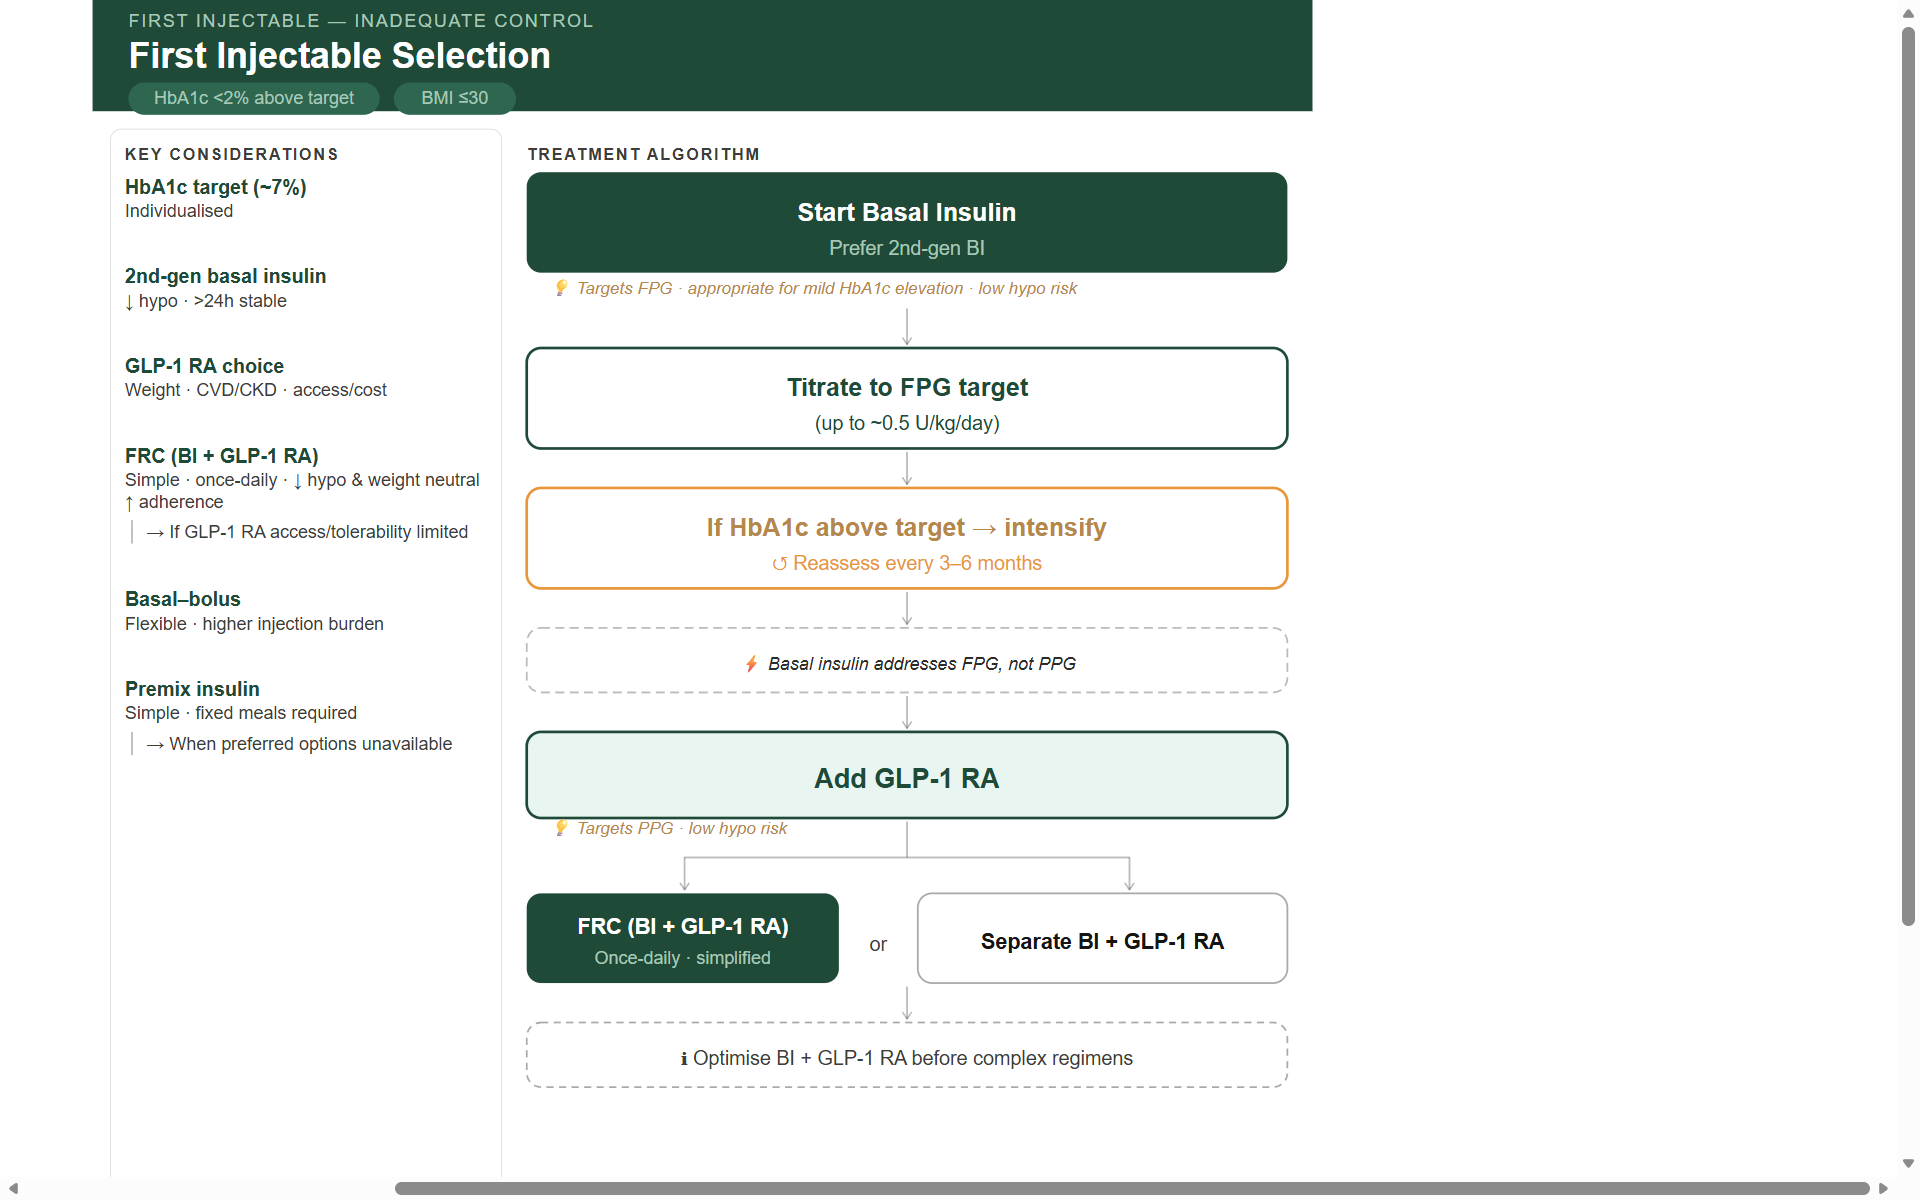 FIRST INJECTABLE — INADEQUATE CONTROL
First Injectable Selection
HbA1c <2% above target
BMI ≤30
KEY CONSIDERATIONS
HbA1c target (~7%)
Individualised
2nd-gen basal insulin
↓ hypo · >24h stable
GLP-1 RA choice
Weight · CVD/CKD · access/cost
FRC (BI + GLP-1 RA)
Simple · once-daily · ↓ hypo & weight neutral
↑ adherence
→ If GLP-1 RA access/tolerability limited
Basal–bolus
Flexible · higher injection burden
Premix insulin
Simple · fixed meals required
→ When preferred options unavailable
TREATMENT ALGORITHM
Start Basal Insulin
Prefer 2nd-gen BI
💡 Targets FPG · appropriate for mild HbA1c elevation · low hypo risk
Titrate to FPG target
(up to ~0.5 U/kg/day)
If HbA1c above target → intensify
↺ Reassess every 3–6 months
⚡ Basal insulin addresses FPG, not PPG
Add GLP-1 RA
💡 Targets PPG · low hypo risk
FRC (BI + GLP-1 RA)
Once-daily · simplified
or
Separate BI + GLP-1 RA
ℹ Optimise BI + GLP-1 RA before complex regimens